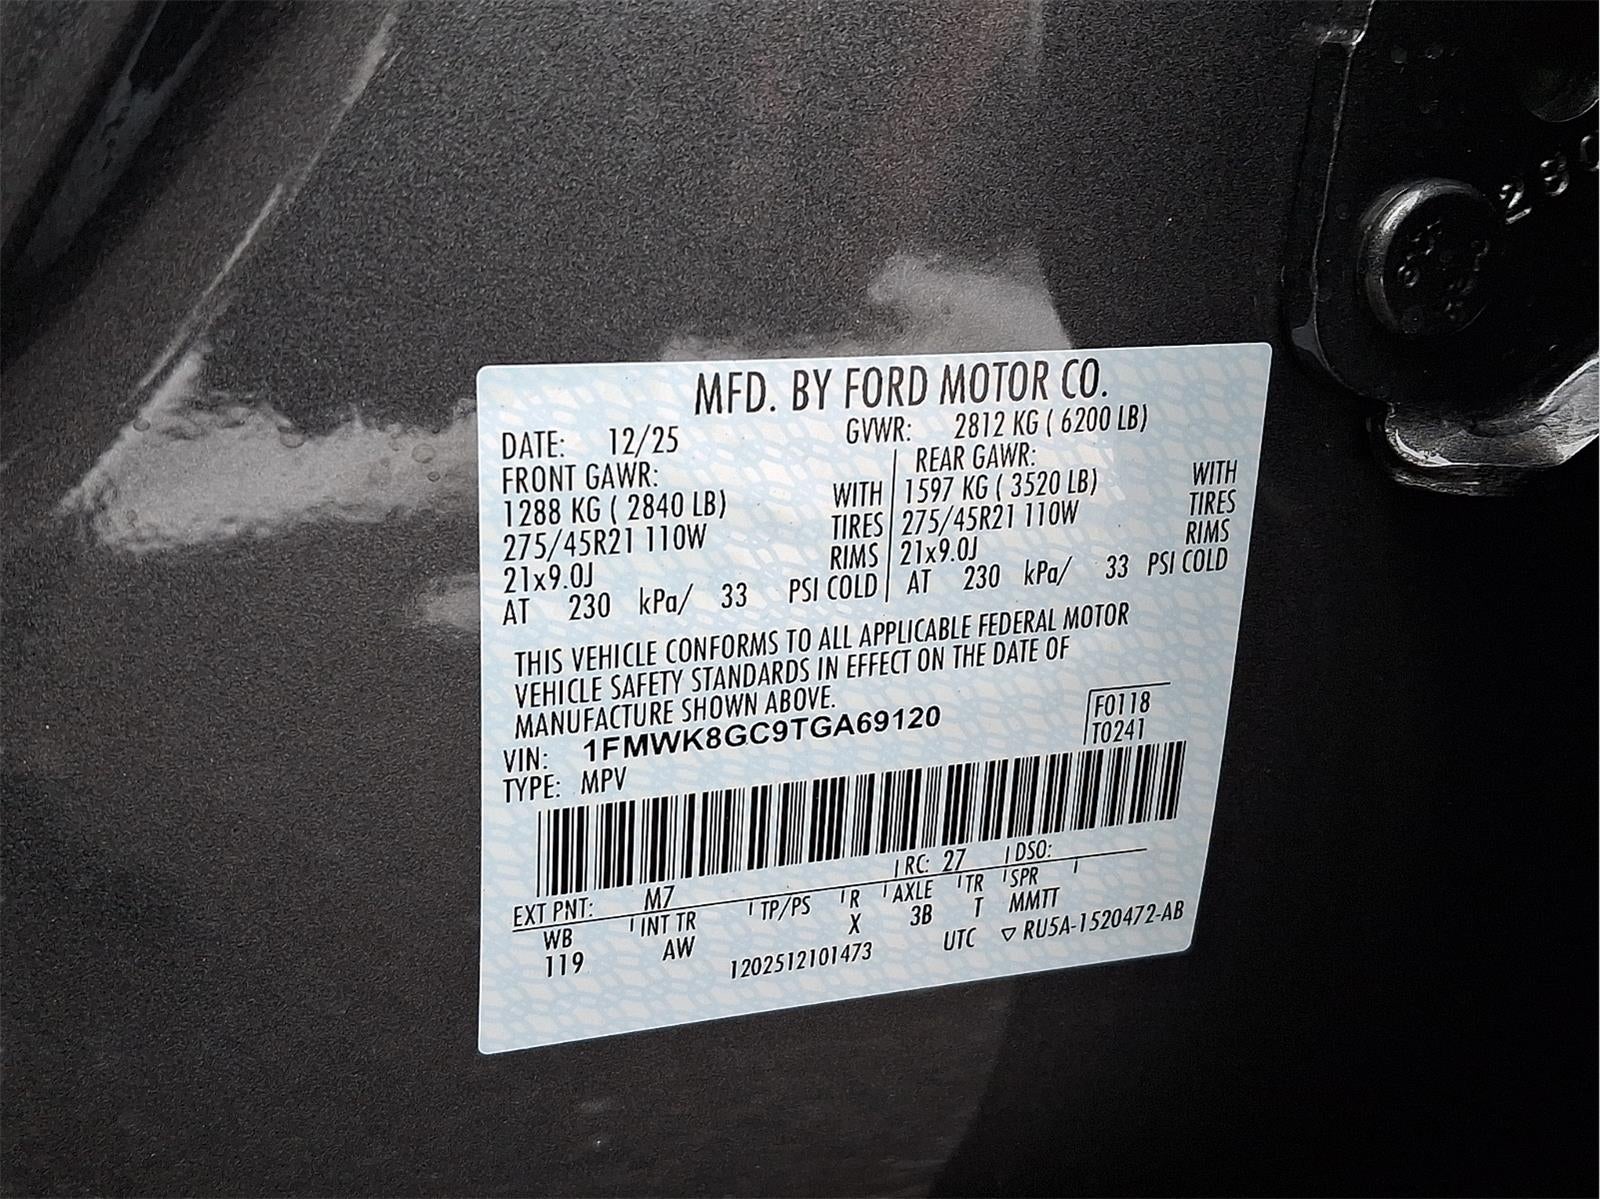 MFD. BY FORD MOTOR CO.
DATE: 12/25 GVWR: 2812 KG ( 6200 LB)
FRONT GAWR: REAR GAWR:
1288 KG ( 2840 LB) WITH 1597 KG ( 3520 LB) WITH
275/45R21 110W TIRES 275/45R21 110W TIRES
21x9.0J RIMS 21x9.0J RIMS
AT 230 kPa/ 33 PSI COLD AT 230 kPa/ 33 PSI COLD
THIS VEHICLE CONFORMS TO ALL APPLICABLE FEDERAL MOTOR
VEHICLE SAFETY STANDARDS IN EFFECT ON THE DATE OF
MANUFACTURE SHOWN ABOVE.
VIN: 1FMWK8GC9TGA69120 F0118
TYPE: MPV T0241
EXT PNT: M7 RC: 27 DSO:
WB INT TR TP/PS R AXLE TR SPR
119 AW X 3B T MMTT
1202512101473 UTC ▽ RU5A-1520472-AB